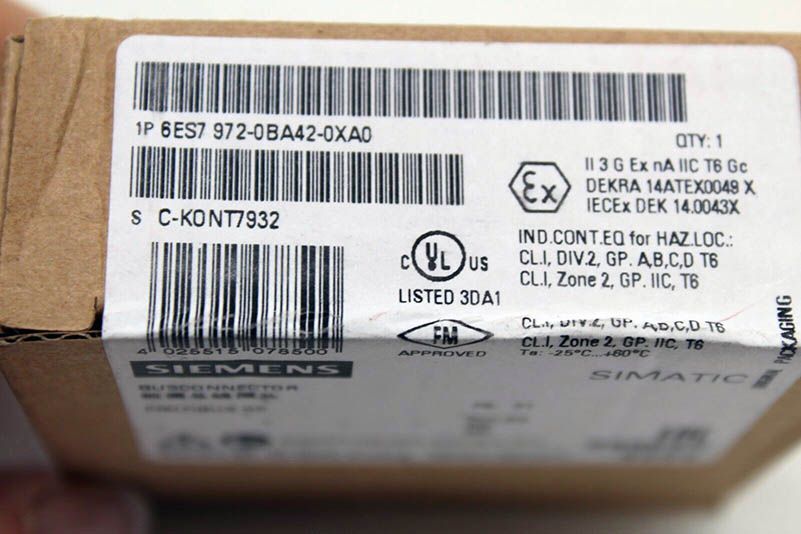 1P 6ES7 972-0BA42-0XA0
QTY: 1
S C-KONT7932
Ex
II 3 G Ex nA IIC T6 Gc
DEKRA 14ATEX0049 X
IECEx DEK 14.0043X
C UL US
LISTED 3DA1
IND.CONT.EQ for HAZ.LOC.:
CL.I, DIV.2, GP. A,B,C,D T6
CL.I, Zone 2, GP. IIC, T6
FM
APPROVED
CL.I, DIV.2, GP. A,B,C,D T6
CL.I, Zone 2, GP. IIC, T6
Ta: -25°C...+60°C
4 025515 078500
SIEMENS
SIMATIC
BUSCONNECTOR
PACKAGING